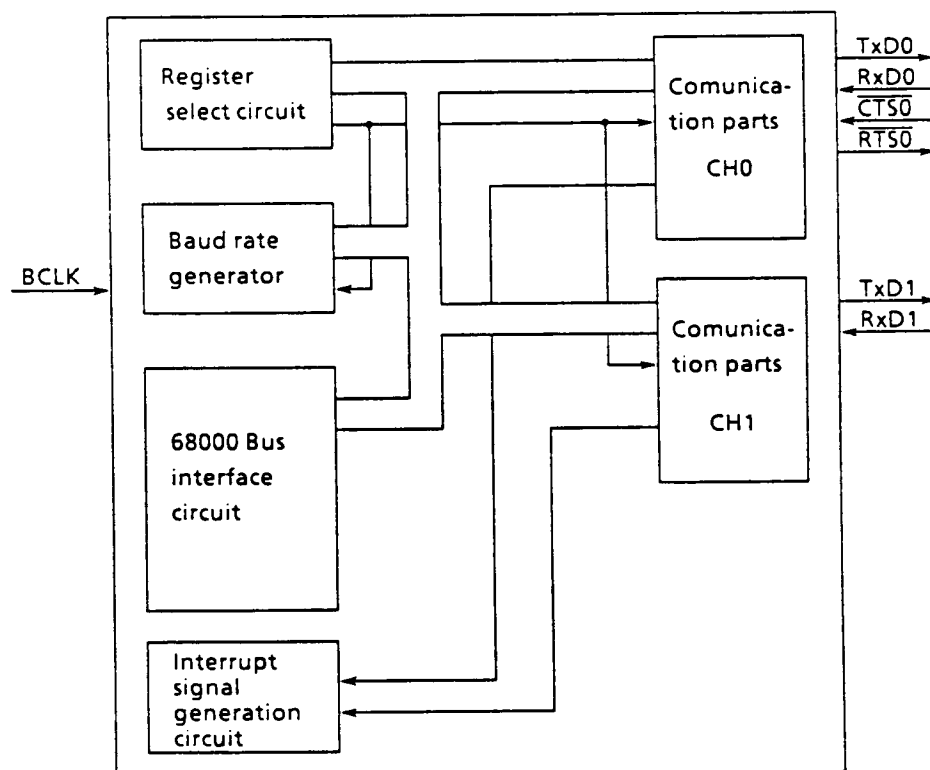 Register
select circuit
Baud rate
generator
BCLK
68000 Bus
interface
circuit
Interrupt
signal
generation
circuit
Comunica-
tion parts
CH0
Comunica-
tion parts
CH1
TxD0
RxD0
CTS0
RTS0
TxD1
RxD1